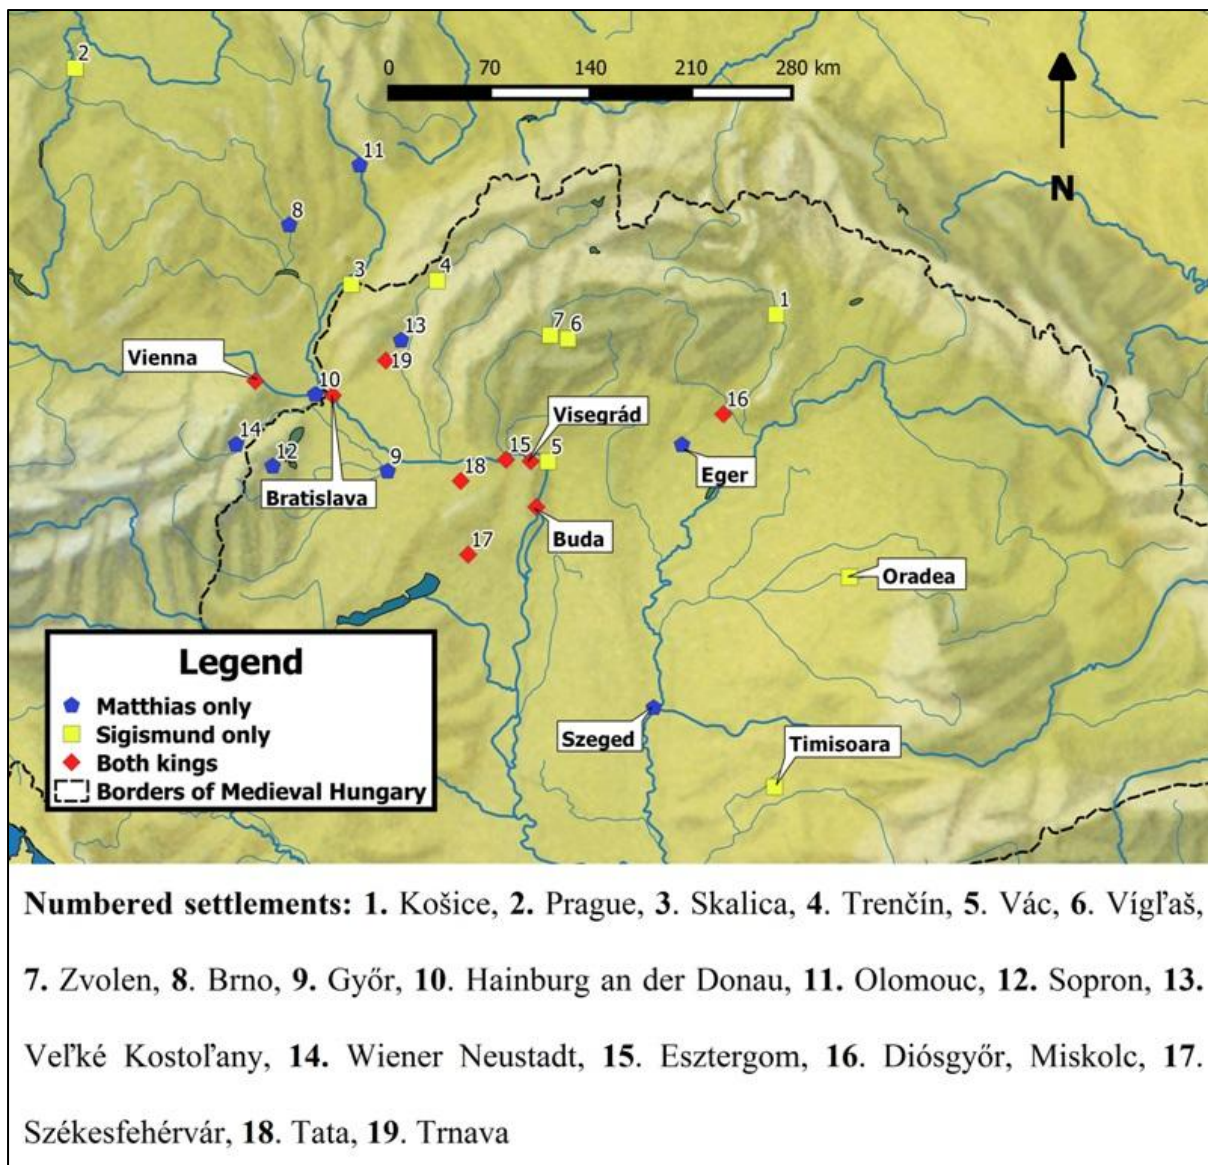 2
0 70 140 210 280 km
11
N
8
3
4
1
13
7
6
19
Vienna
10
16
Visegrád
14
12
15
5
9
18
Eger
Bratislava
Buda
17
Oradea
Legend
Matthias only
Szeged
Timisoara
Sigismund only
Both kings
Borders of Medieval Hungary
Numbered settlements: 1. Košice, 2. Prague, 3. Skalica, 4. Trenčín, 5. Vác, 6. Vígľaš,
7. Zvolen, 8. Brno, 9. Győr, 10. Hainburg an der Donau, 11. Olomouc, 12. Sopron, 13.
Veľké Kostoľany, 14. Wiener Neustadt, 15. Esztergom, 16. Diósgyőr, Miskolc, 17.
Székesfehérvár, 18. Tata, 19. Trnava